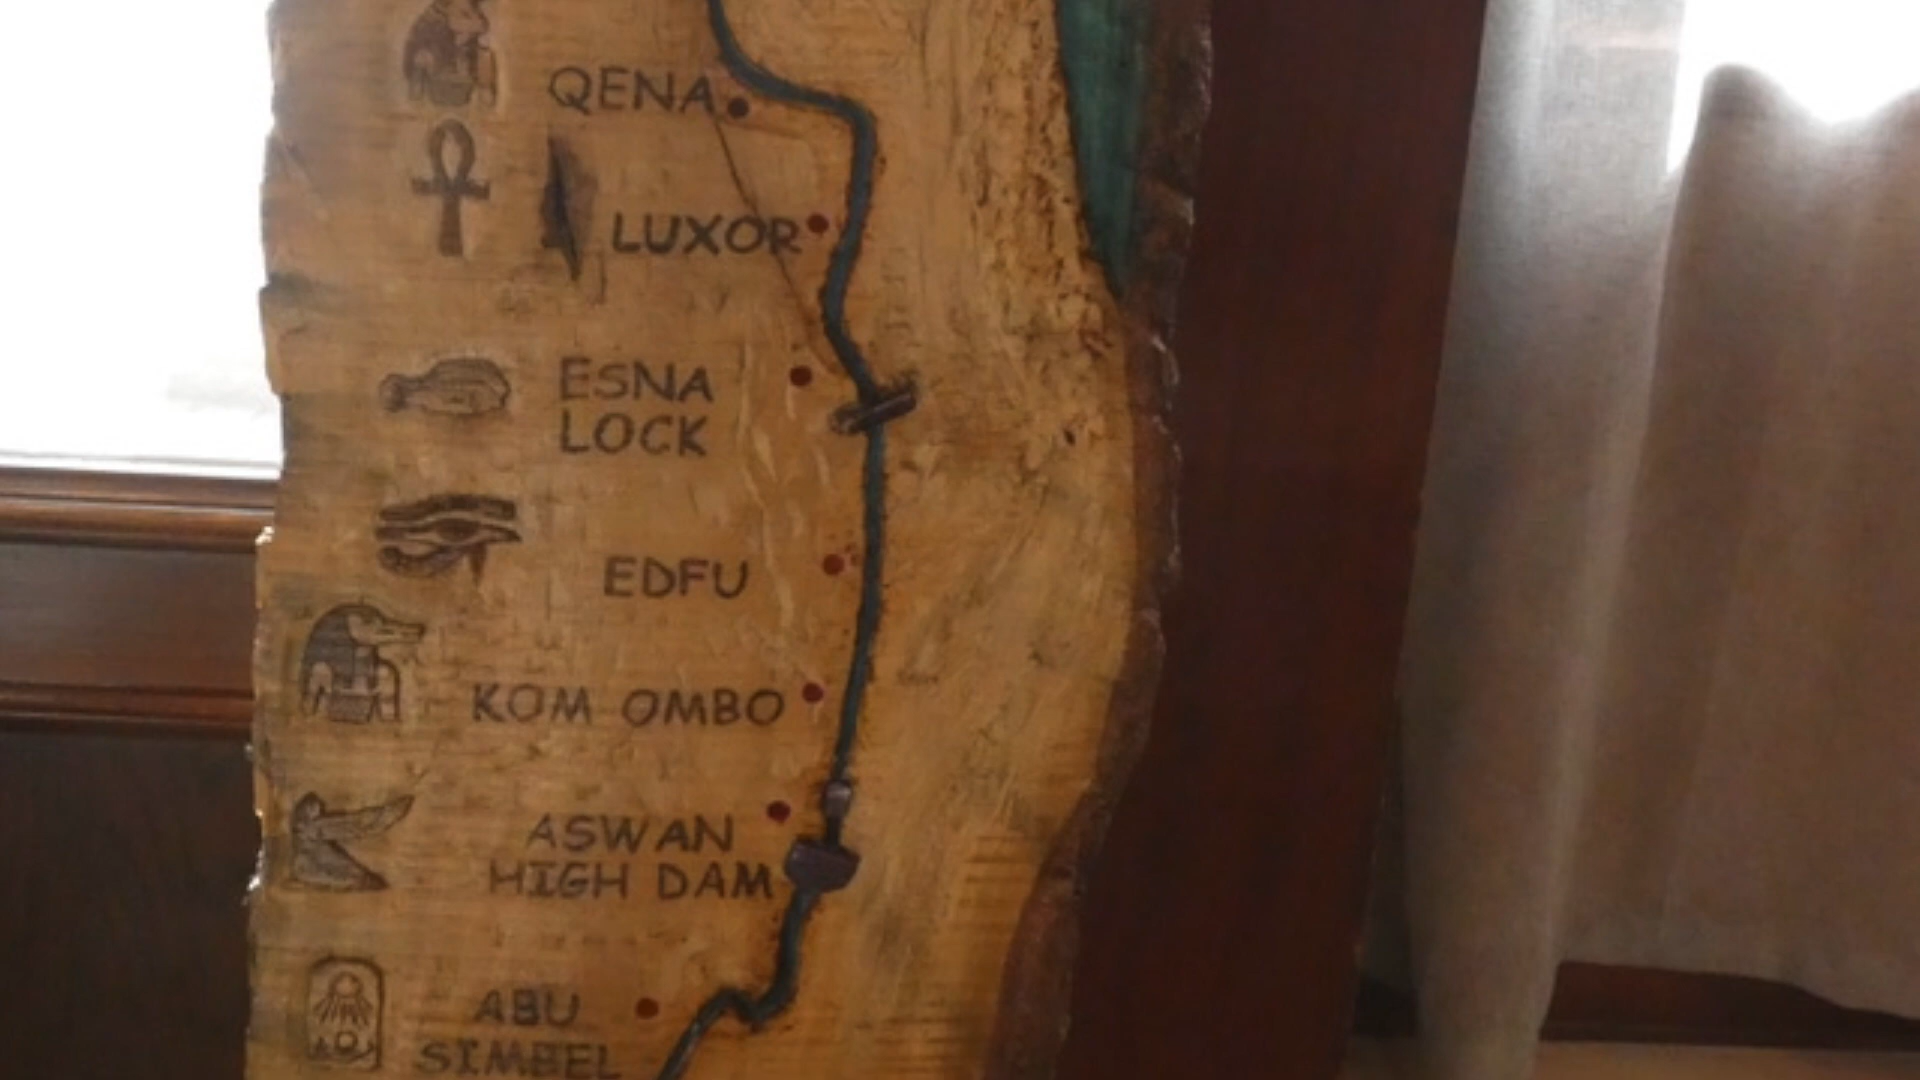 QENA
LUXOR
ESNA
LOCK
EDFU
KOM OMBO
ASWAN
HIGH DAM
ABU
SIMBEL